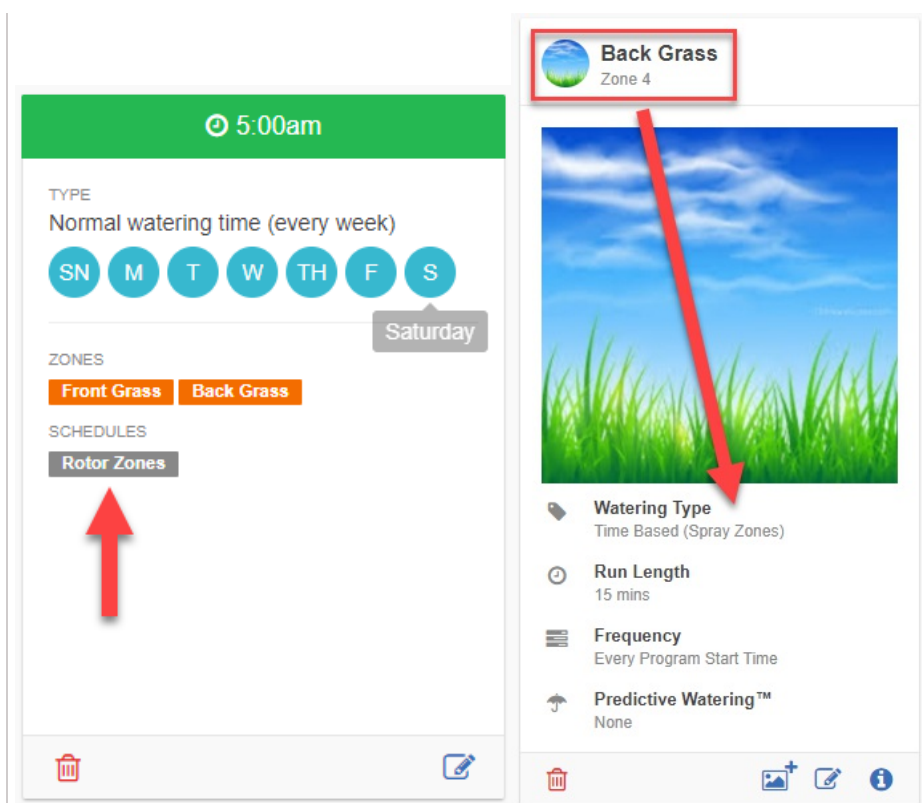 5:00am
TYPE
Normal watering time (every week)
SN M T W TH F S
Saturday
ZONES
Front Grass Back Grass
SCHEDULES
Rotor Zones
Back Grass
Zone 4
Watering Type
Time Based (Spray Zones)
Run Length
15 mins
Frequency
Every Program Start Time
Predictive Watering™
None